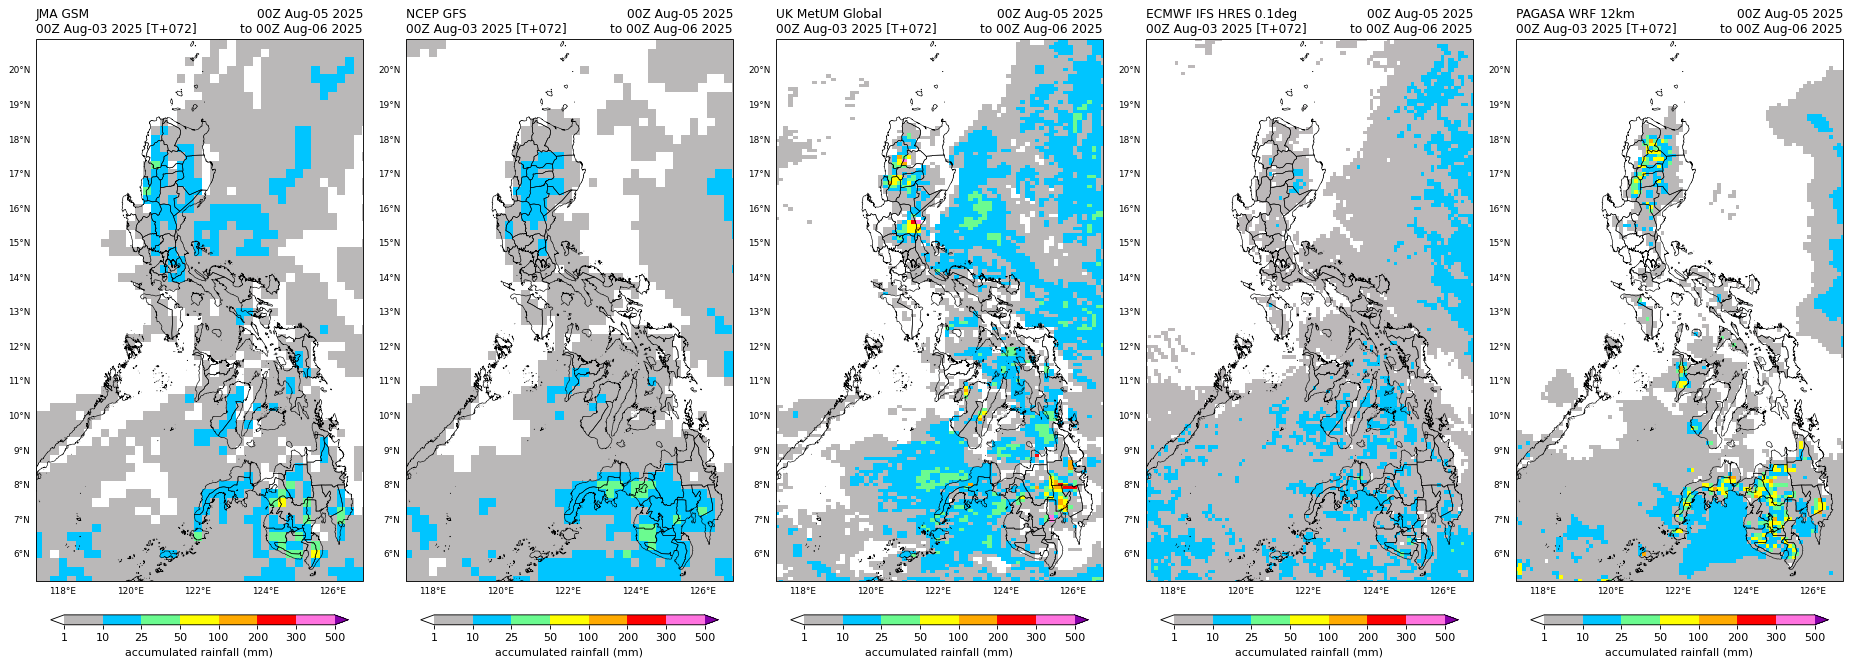 JMA GSM 00Z Aug-05 2025
00Z Aug-03 2025 [T+072] to 00Z Aug-06 2025
20°N
19°N
18°N
17°N
16°N
15°N
14°N
13°N
12°N
11°N
10°N
9°N
8°N
7°N
6°N
118°E 120°E 122°E 124°E 126°E
1 10 25 50 100 200 300 500
accumulated rainfall (mm)
NCEP GFS 00Z Aug-05 2025
00Z Aug-03 2025 [T+072] to 00Z Aug-06 2025
20°N
19°N
18°N
17°N
16°N
15°N
14°N
13°N
12°N
11°N
10°N
9°N
8°N
7°N
6°N
118°E 120°E 122°E 124°E 126°E
1 10 25 50 100 200 300 500
accumulated rainfall (mm)
UK MetUM Global 00Z Aug-05 2025
00Z Aug-03 2025 [T+072] to 00Z Aug-06 2025
20°N
19°N
18°N
17°N
16°N
15°N
14°N
13°N
12°N
11°N
10°N
9°N
8°N
7°N
6°N
118°E 120°E 122°E 124°E 126°E
1 10 25 50 100 200 300 500
accumulated rainfall (mm)
ECMWF IFS HRES 0.1deg 00Z Aug-05 2025
00Z Aug-03 2025 [T+072] to 00Z Aug-06 2025
20°N
19°N
18°N
17°N
16°N
15°N
14°N
13°N
12°N
11°N
10°N
9°N
8°N
7°N
6°N
118°E 120°E 122°E 124°E 126°E
1 10 25 50 100 200 300 500
accumulated rainfall (mm)
PAGASA WRF 12km 00Z Aug-05 2025
00Z Aug-03 2025 [T+072] to 00Z Aug-06 2025
20°N
19°N
18°N
17°N
16°N
15°N
14°N
13°N
12°N
11°N
10°N
9°N
8°N
7°N
6°N
118°E 120°E 122°E 124°E 126°E
1 10 25 50 100 200 300 500
accumulated rainfall (mm)